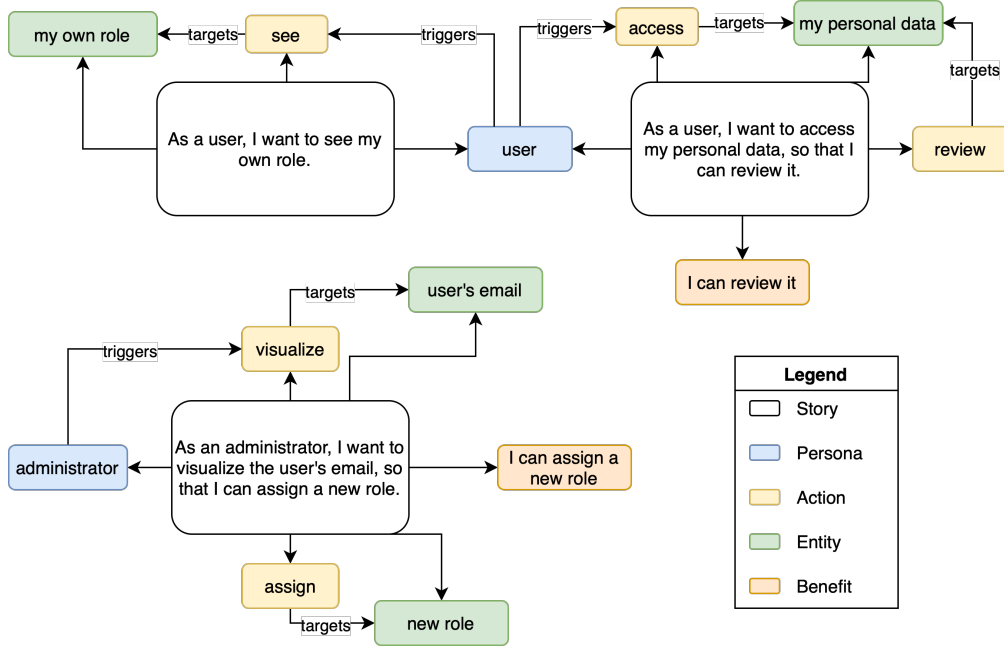 my own role
targets
see
triggers
triggers
access
targets
my personal data
targets
As a user, I want to see my
own role.
user
As a user, I want to access
my personal data, so that I
can review it.
review
I can review it
targets
user's email
triggers
visualize
administrator
As an administrator, I want to
visualize the user's email, so
that I can assign a new role.
I can assign a
new role
assign
targets
new role
Legend
Story
Persona
Action
Entity
Benefit